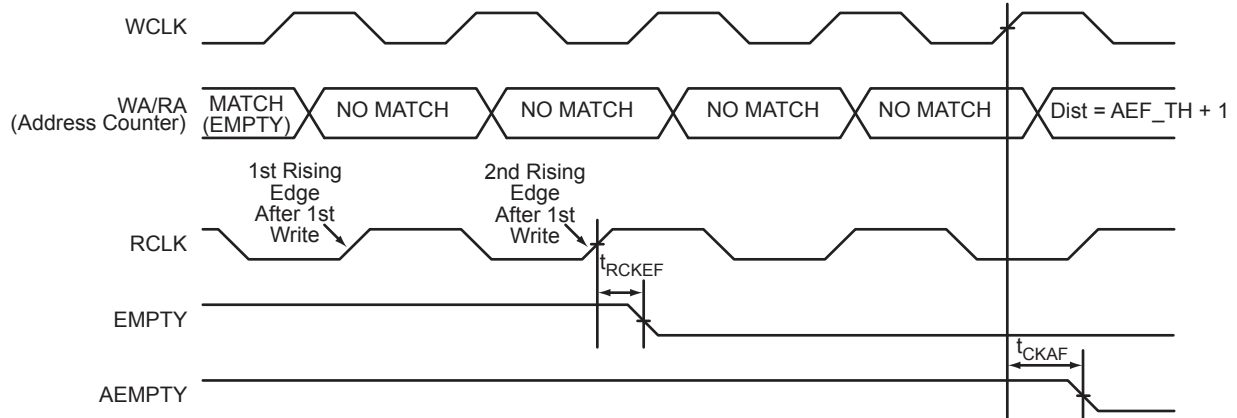 WCLK
WA/RA
(Address Counter)
MATCH
(EMPTY)
NO MATCH
NO MATCH
NO MATCH
NO MATCH
Dist = AEF_TH + 1
1st Rising
Edge
After 1st
Write
2nd Rising
Edge
After 1st
Write
RCLK
tRCKEF
EMPTY
tCKAF
AEMPTY